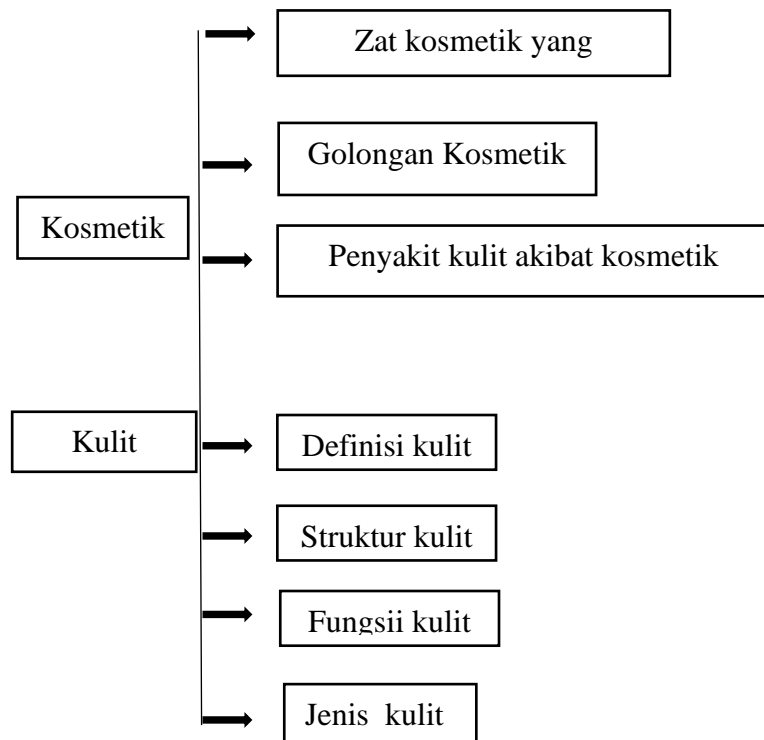 Zat kosmetik yang
Golongan Kosmetik
Kosmetik
Penyakit kulit akibat kosmetik
Kulit
Definisi kulit
Struktur kulit
Fungsii kulit
Jenis kulit